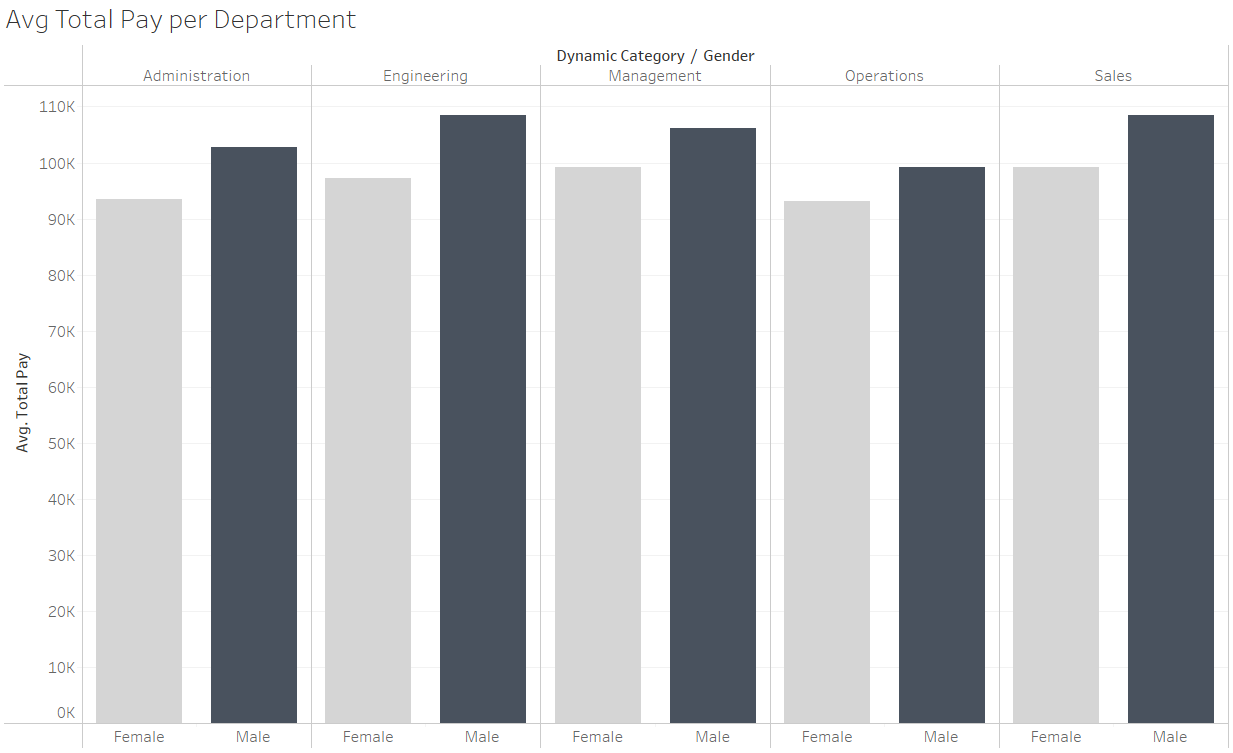 Avg Total Pay per Department
Dynamic Category / Gender
Administration Engineering Management Operations Sales
110K
100K
90K
80K
70K
60K
50K
40K
30K
20K
10K
0K
Avg. Total Pay
Female Male Female Male Female Male Female Male Female Male